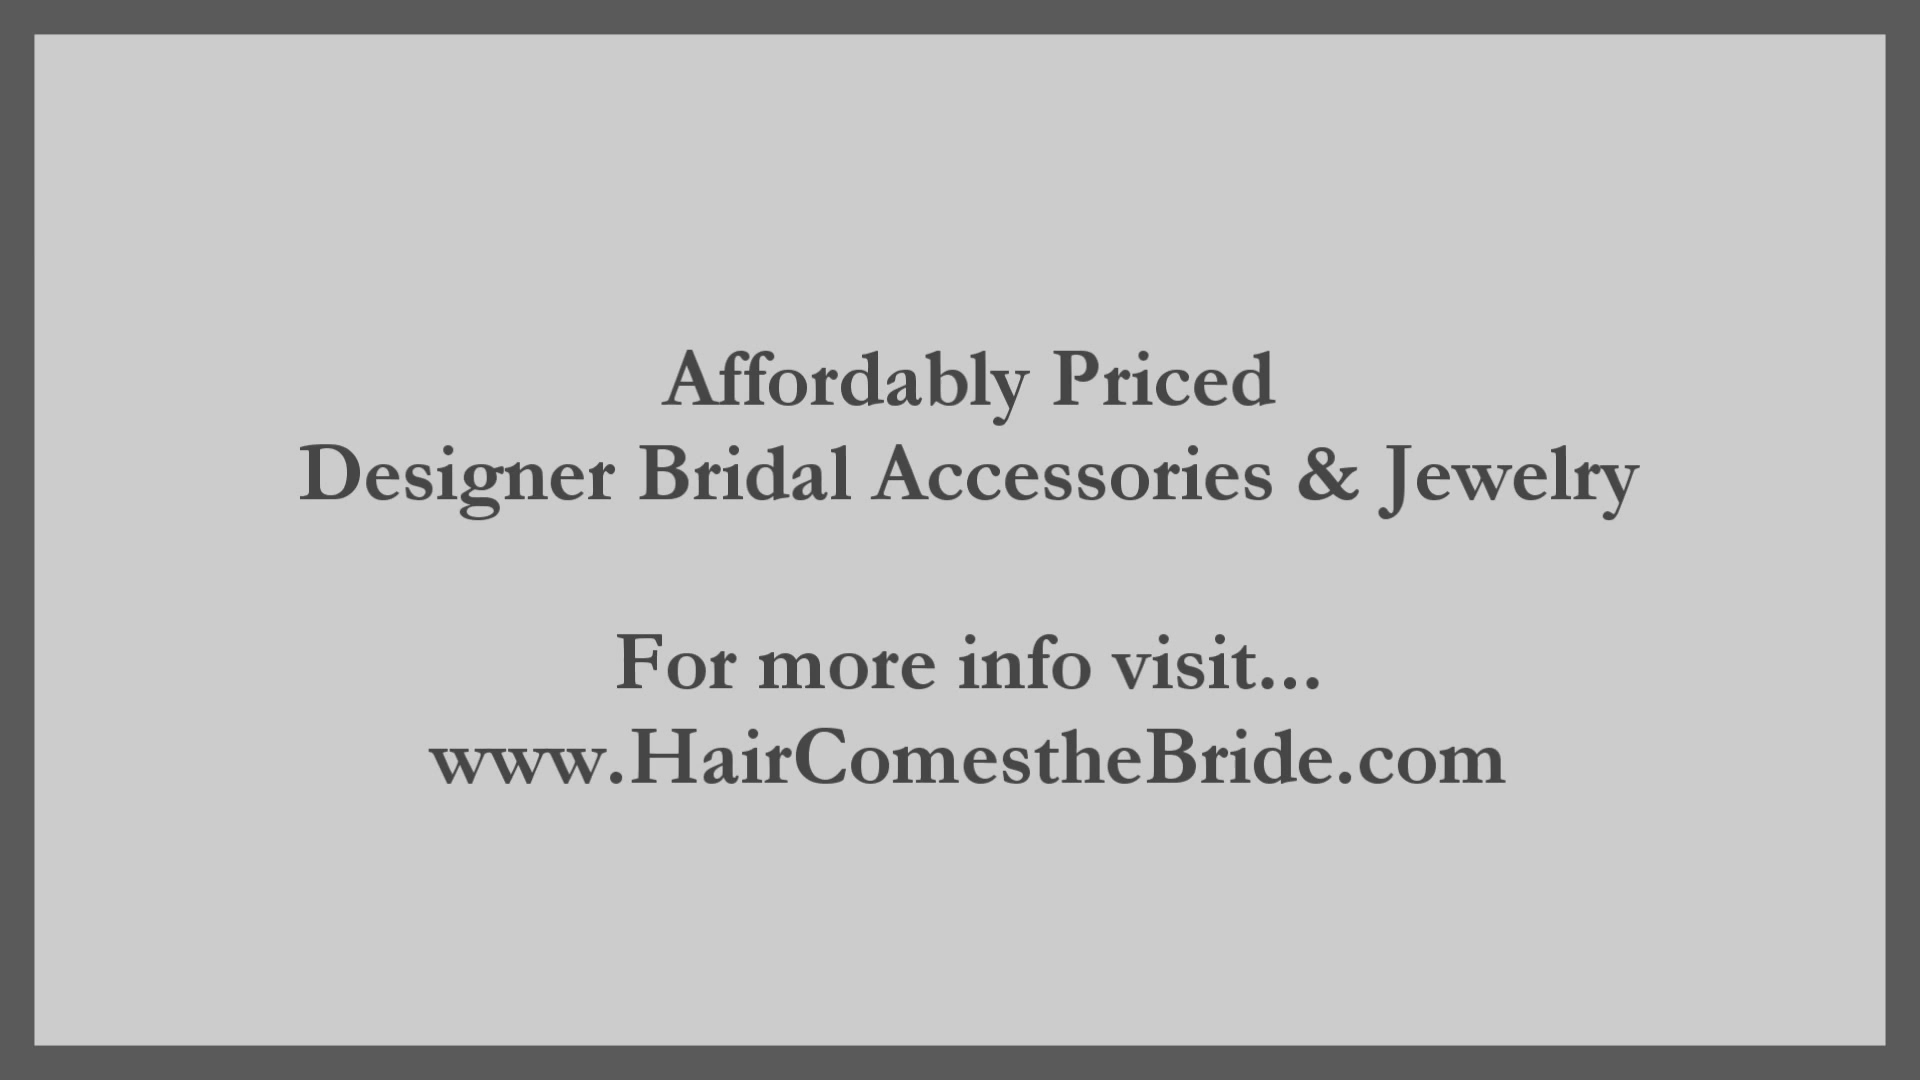 Affordably Priced
Designer Bridal Accessories & Jewelry
For more info visit...
www.HairComestheBride.com